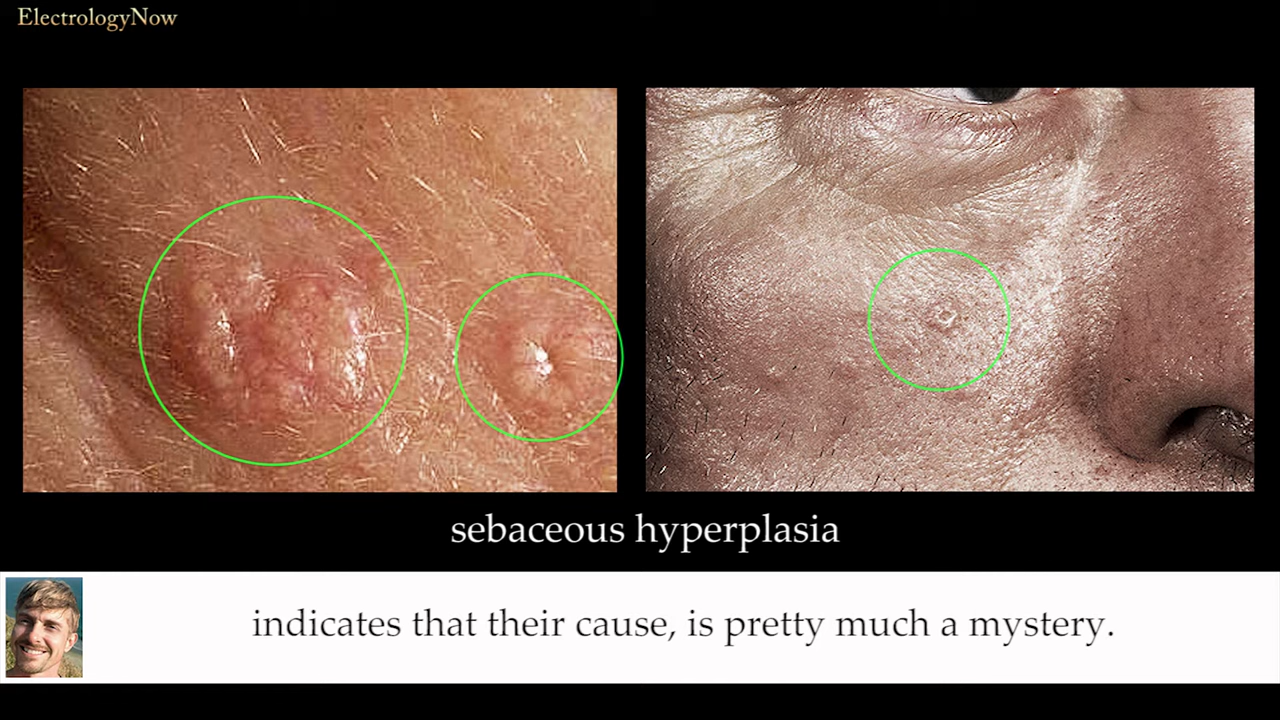 ElectrologyNow
sebaceous hyperplasia
indicates that their cause, is pretty much a mystery.